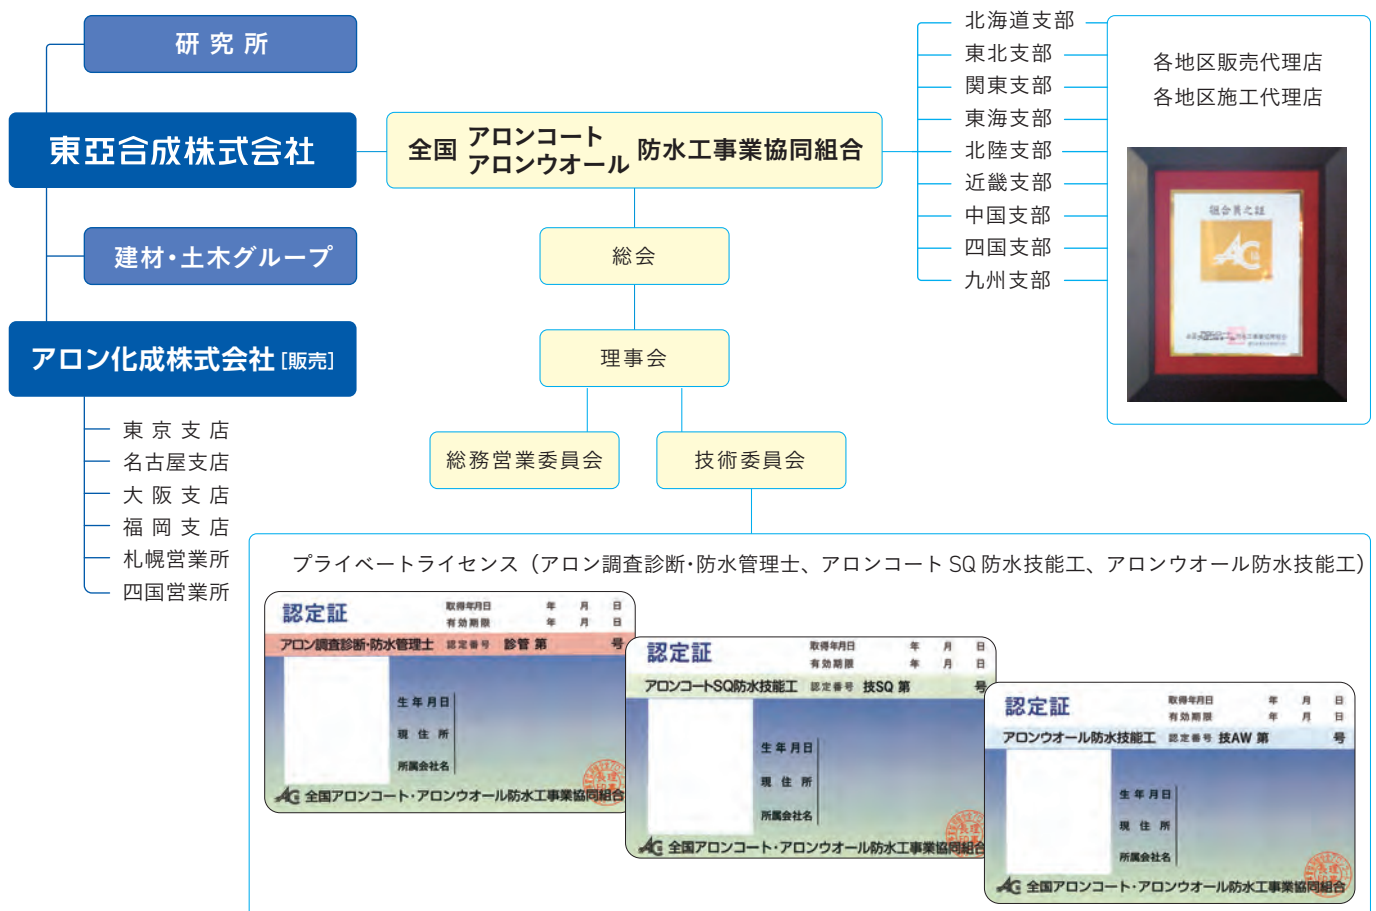 研究所
東亞合成株式会社
建材・土木グループ
アロン化成株式会社[販売]
東京支店
名古屋支店
大阪支店
福岡支店
札幌営業所
四国営業所
全国 アロンコート アロンウオール 防水工事業協同組合
総会
理事会
総務営業委員会
技術委員会
北海道支部
東北支部
関東支部
東海支部
北陸支部
近畿支部
中国支部
四国支部
九州支部
各地区販売代理店
各地区施工代理店
組合員之証
プライベートライセンス(アロン調査診断・防水管理士、アロンコート SQ 防水技能工、アロンウオール防水技能工)
認定証
取得年月日 年 月 日
有効期限 年 月 日
アロン調査診断・防水管理士 認定番号 診管 第 号
生年月日
現住所
所属会社名
全国アロンコート・アロンウオール防水工事業協同組合
認定証
取得年月日 年 月 日
有効期限 年 月 日
アロンコートSQ防水技能工 認定番号 技SQ 第 号
生年月日
現住所
所属会社名
全国アロンコート・アロンウオール防水工事業協同組合
認定証
取得年月日 年 月 日
有効期限 年 月 日
アロンウオール防水技能工 認定番号 技AW 第 号
生年月日
現住所
所属会社名
全国アロンコート・アロンウオール防水工事業協同組合